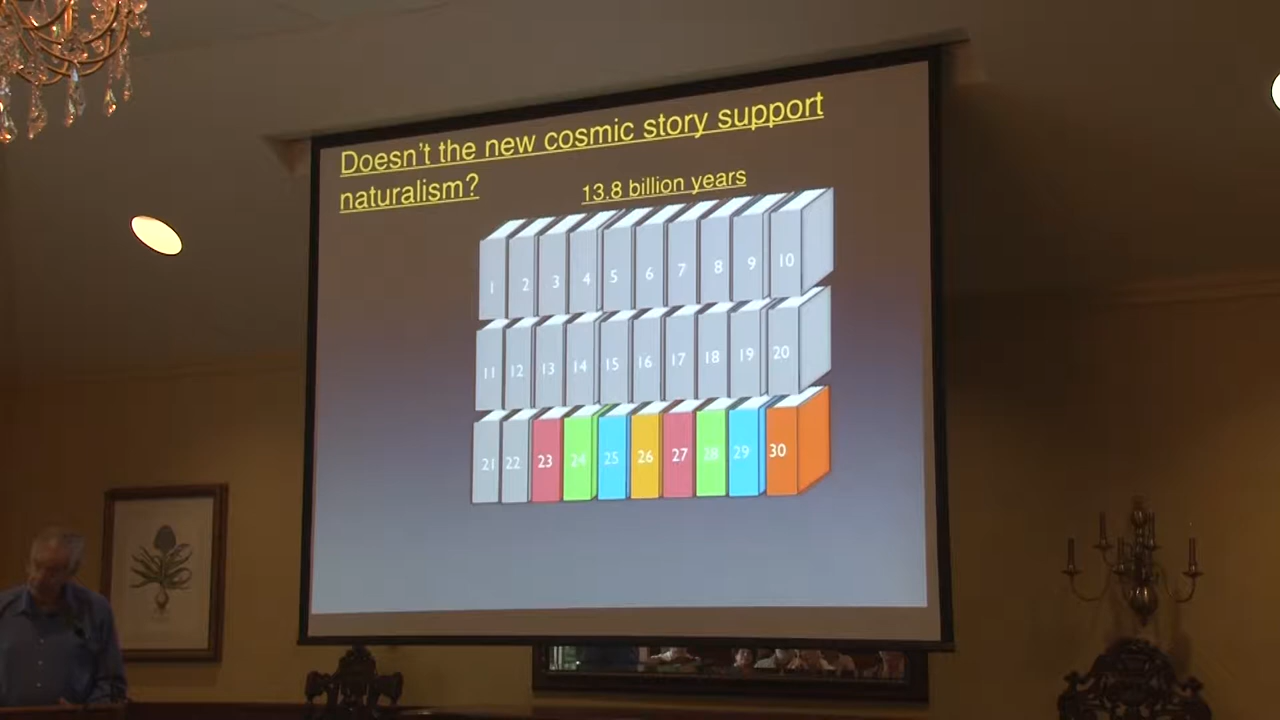 Doesn't the new cosmic story support
naturalism?
13.8 billion years
1 2 3 4 5 6 7 8 9 10
11 12 13 14 15 16 17 18 19 20
21 22 23 24 25 26 27 28 29 30